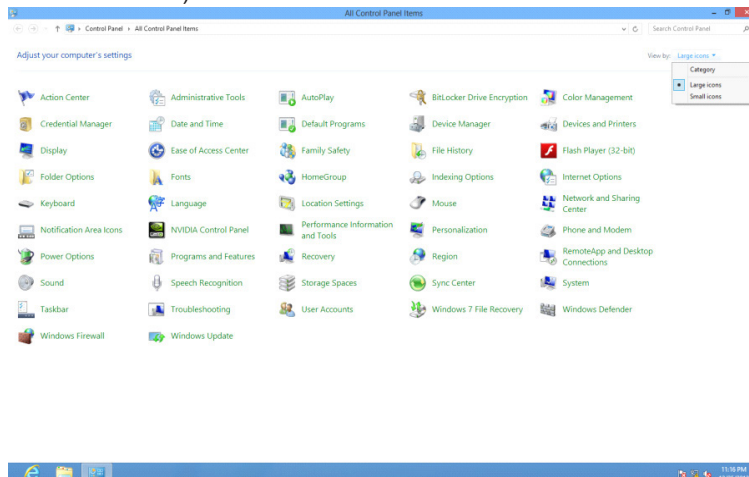 All Control Panel Items
Control Panel All Control Panel Items Search Control Panel
Adjust your computer's settings View by: Large icons
Category
Large icons
Small icons
Action Center Administrative Tools AutoPlay BitLocker Drive Encryption Color Management
Credential Manager Date and Time Default Programs Device Manager Devices and Printers
Display Ease of Access Center Family Safety File History Flash Player (32-bit)
Folder Options Fonts HomeGroup Indexing Options Internet Options
Keyboard Language Location Settings Mouse Network and Sharing
Center
Notification Area Icons NVIDIA Control Panel Performance Information
and Tools Personalization Phone and Modem
Power Options Programs and Features Recovery Region RemoteApp and Desktop
Connections
Sound Speech Recognition Storage Spaces Sync Center System
Taskbar Troubleshooting User Accounts Windows 7 File Recovery Windows Defender
Windows Firewall Windows Update
11:16 PM